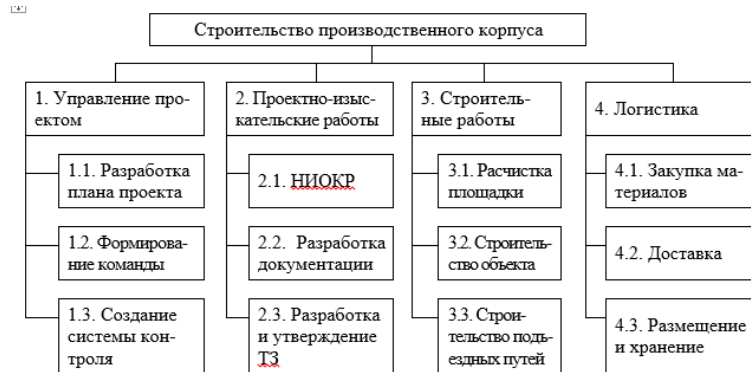 Строительство производственного корпуса
1. Управление про-
ектом
2. Проектно-изыс-
кательские работы
3. Строитель-
ные работы
4. Логистика
1.1. Разработка
плана проекта
2.1. НИОКР
3.1. Расчистка
площадки
4.1. Закупка ма-
териалов
1.2. Формирова-
ние команды
2.2. Разработка
документации
3.2. Строитель-
ство объекта
4.2. Доставка
1.3. Создание
системы кон-
троля
2.3. Разработка
и утверждение
ТЗ
3.3. Строи-
тельство подъ-
ездных путей
4.3. Размещение
и хранение